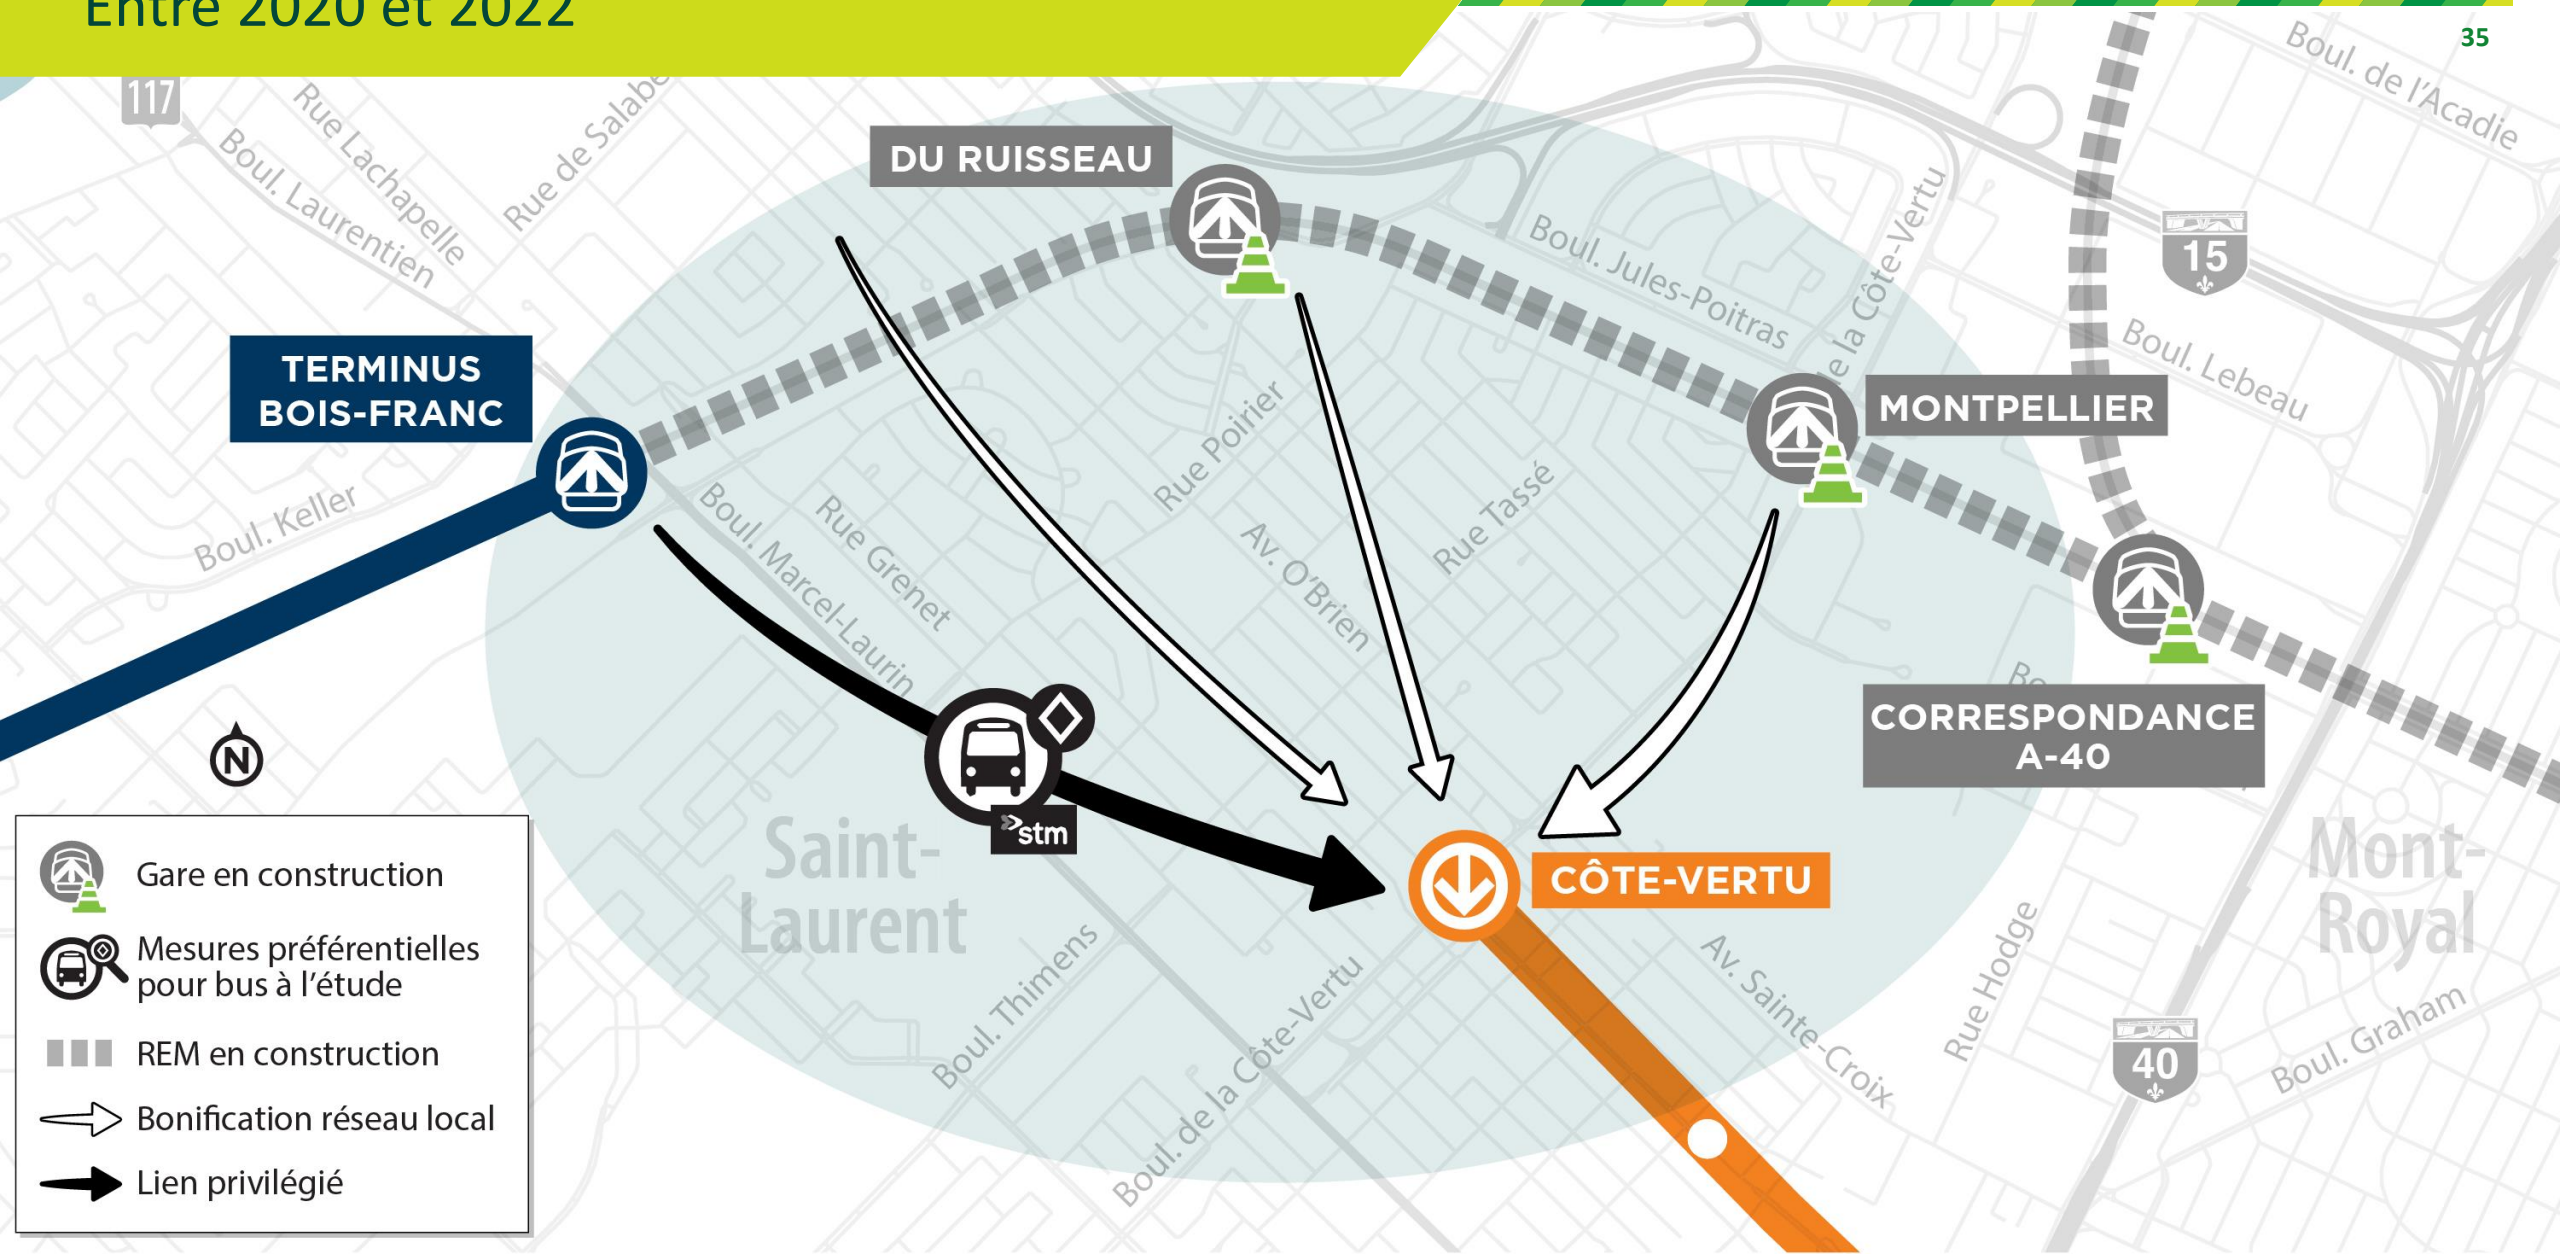 Entre 2020 et 2022
35
117
Rue Lachapelle
Boul. Laurentien
Boul. de l'Acadie
DU RUISSEAU
Boul. Jules-Poitras
15
Boul. Lebeau
TERMINUS
BOIS-FRANC
MONTPELLIER
Boul. Keller
Boul. Marcel-Laurin
Rue Grenet
Rue Poirier
Av. O'Brien
Rue Tassé
CORRESPONDANCE
A-40
N
stm
Saint-
Laurent
CÔTE-VERTU
Mont-
Royal
Boul. Thimens
Boul. de la Côte-Vertu
Av. Sainte-Croix
Rue Hodge
40
Boul. Graham
Gare en construction
Mesures préférentielles
pour bus à l'étude
REM en construction
Bonification réseau local
Lien privilégié